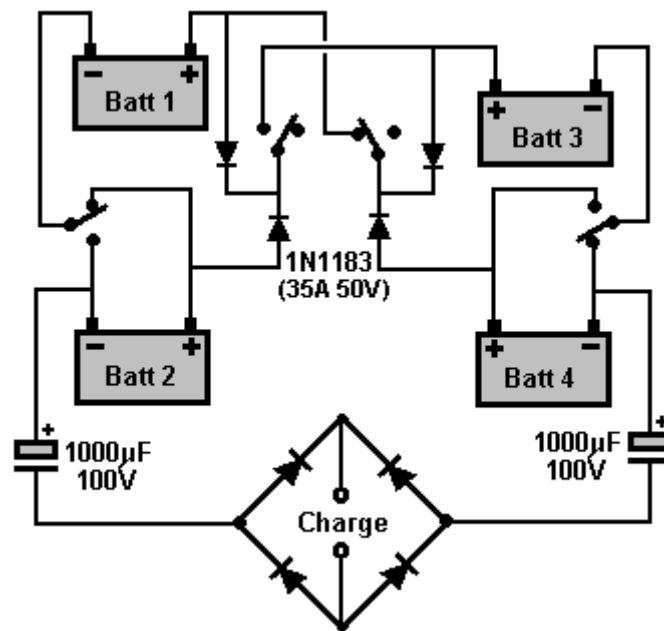 - +
Batt 1
+ -
Batt 3
1N1183
(35A 50V)
- +
Batt 2
+ -
Batt 4
+
1000µF
100V
+
1000µF
100V
Charge